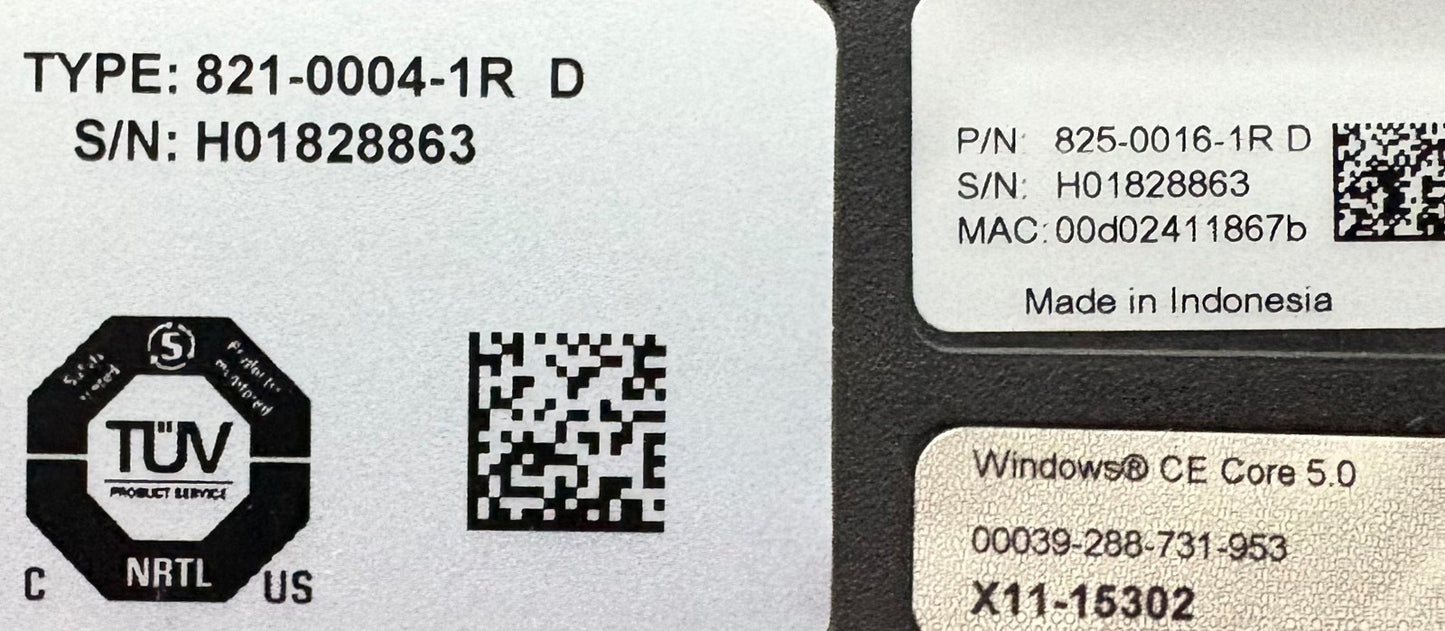 TYPE: 821-0004-1R D
S/N: H01828863
S
TÜV
PRODUCT SERVICE
NRTL
C US
P/N: 825-0016-1R D
S/N: H01828863
MAC: 00d02411867b
Made in Indonesia
Windows® CE Core 5.0
00039-288-731-953
X11-15302